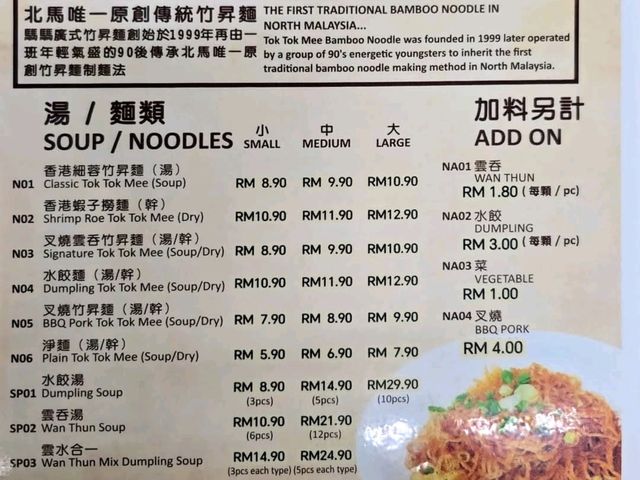 北馬唯一原創傳統竹昇麵
騳騳廣式竹昇麵創始於1999年再由一
班年輕氣盛的90後傳承北馬唯一原
創竹昇麵制麵法
THE FIRST TRADITIONAL BAMBOO NOODLE IN
NORTH MALAYSIA...
Tok Tok Mee Bamboo Noodle was founded in 1999 later operated
by a group of 90's energetic youngsters to inherit the first
traditional bamboo noodle making method in North Malaysia.
湯 / 麵類
SOUP / NOODLES
小 中 大
SMALL MEDIUM LARGE
香港細蓉竹昇麵（湯）
N01 Classic Tok Tok Mee (Soup) RM 8.90 RM 9.90 RM10.90
香港蝦子撈麵（幹）
N02 Shrimp Roe Tok Tok Mee (Dry) RM10.90 RM11.90 RM12.90
叉燒雲吞竹昇麵（湯/幹）
N03 Signature Tok Tok Mee (Soup/Dry) RM 8.90 RM 9.90 RM10.90
水餃麵（湯/幹）
N04 Dumpling Tok Tok Mee (Soup/Dry) RM10.90 RM11.90 RM12.90
叉燒竹昇麵（湯/幹）
N05 BBQ Pork Tok Tok Mee (Soup/Dry) RM 7.90 RM 8.90 RM 9.90
淨麵（湯/幹）
N06 Plain Tok Tok Mee (Soup/Dry) RM 5.90 RM 6.90 RM 7.90
水餃湯
SP01 Dumpling Soup RM 8.90 RM14.90 RM29.90
(3pcs) (5pcs) (10pcs)
雲吞湯
SP02 Wan Thun Soup RM10.90 RM21.90
(6pcs) (12pcs)
雲水合一
SP03 Wan Thun Mix Dumpling Soup RM14.90 RM24.90
(3pcs each type) (5pcs each type)
加料另計
ADD ON
NA01 雲吞
WAN THUN
RM 1.80 ( 每顆 / pc)
NA02 水餃
DUMPLING
RM 3.00 ( 每顆 / pc)
NA03 菜
VEGETABLE
RM 1.00
NA04 叉燒
BBQ PORK
RM 4.00